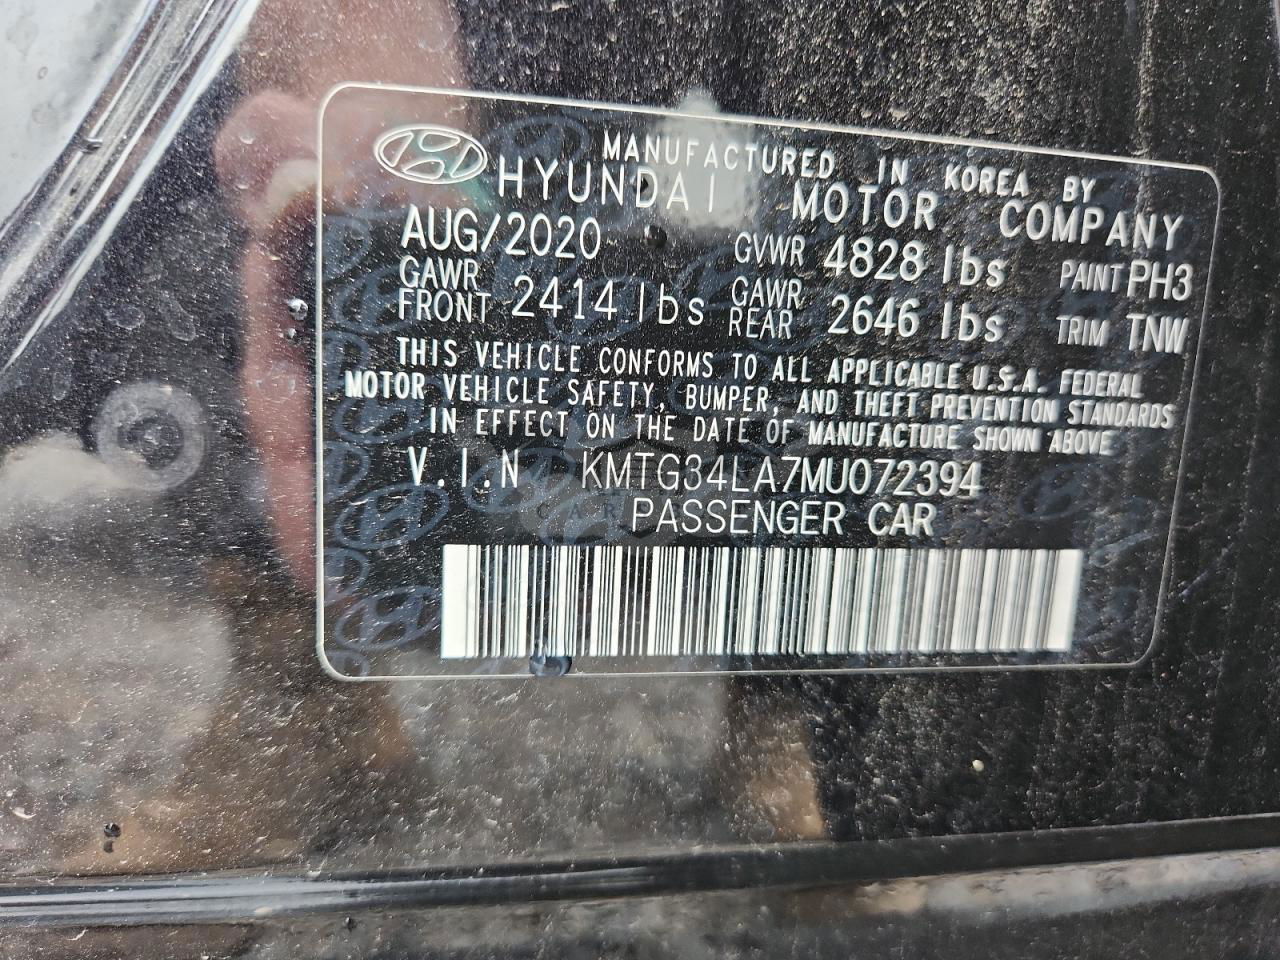 MANUFACTURED IN KOREA BY
HYUNDAI MOTOR COMPANY
AUG/2020 GVWR 4828 lbs PAINT PH3
GAWR FRONT 2414 lbs GAWR REAR 2646 lbs TRIM TNW
THIS VEHICLE CONFORMS TO ALL APPLICABLE U.S.A. FEDERAL
MOTOR VEHICLE SAFETY, BUMPER, AND THEFT PREVENTION STANDARDS
IN EFFECT ON THE DATE OF MANUFACTURE SHOWN ABOVE
V.I.N KMTG34LA7MU072394
PASSENGER CAR